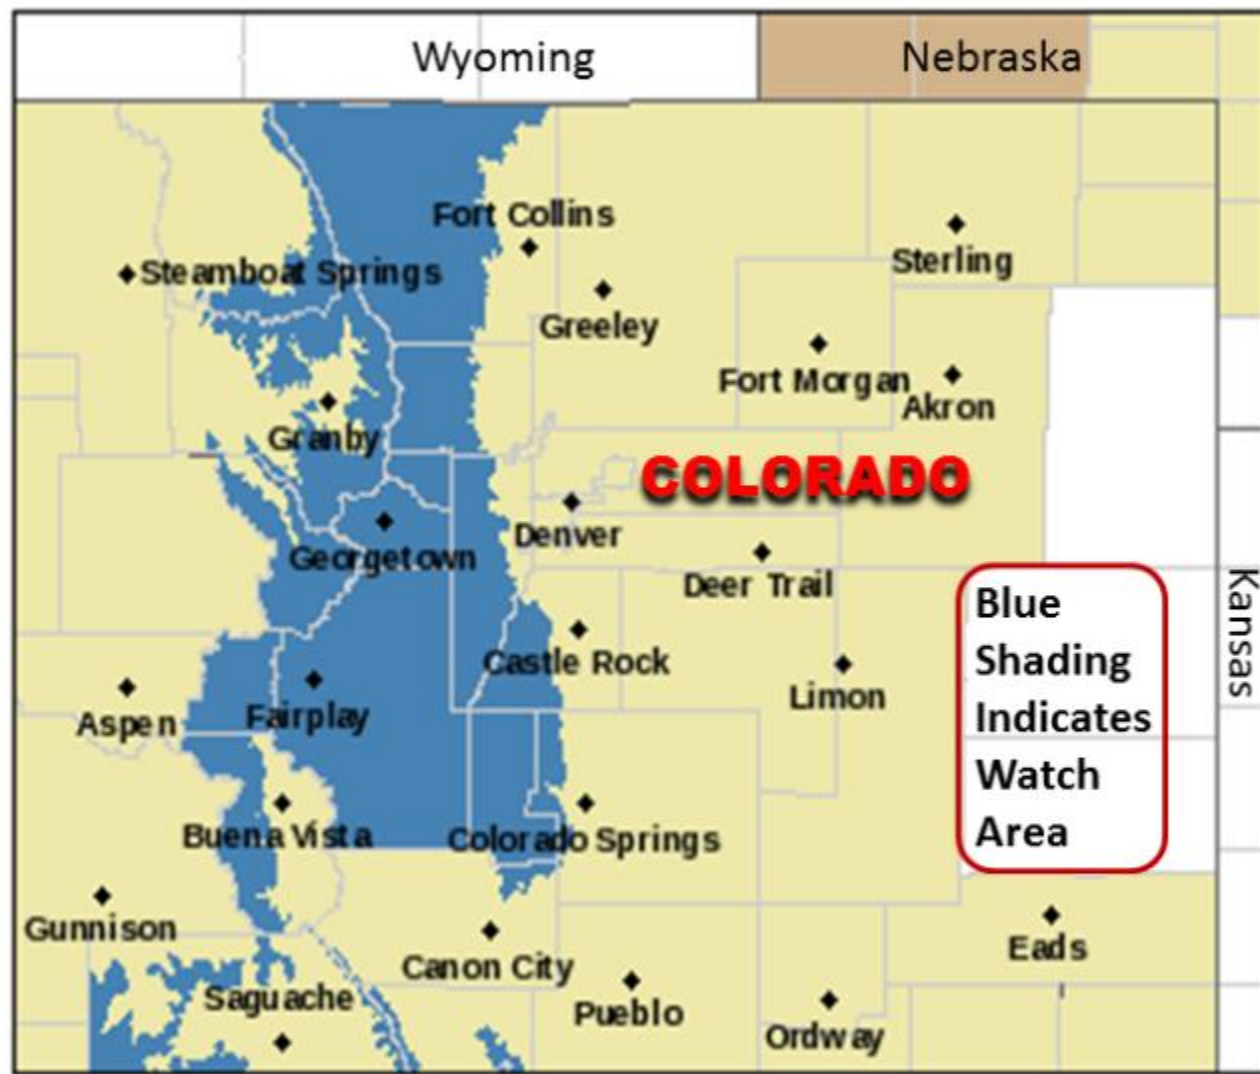 Wyoming
Nebraska
Fort Collins
Sterling
Steamboat Springs
Greeley
Fort Morgan
Akron
Granby
COLORADO
Denver
Georgetown
Deer Trail
Kansas
Blue
Shading
Indicates
Watch
Area
Castle Rock
Limon
Aspen
Fairplay
Buena Vista
Colorado Springs
Gunnison
Eads
Canon City
Saguache
Pueblo
Ordway